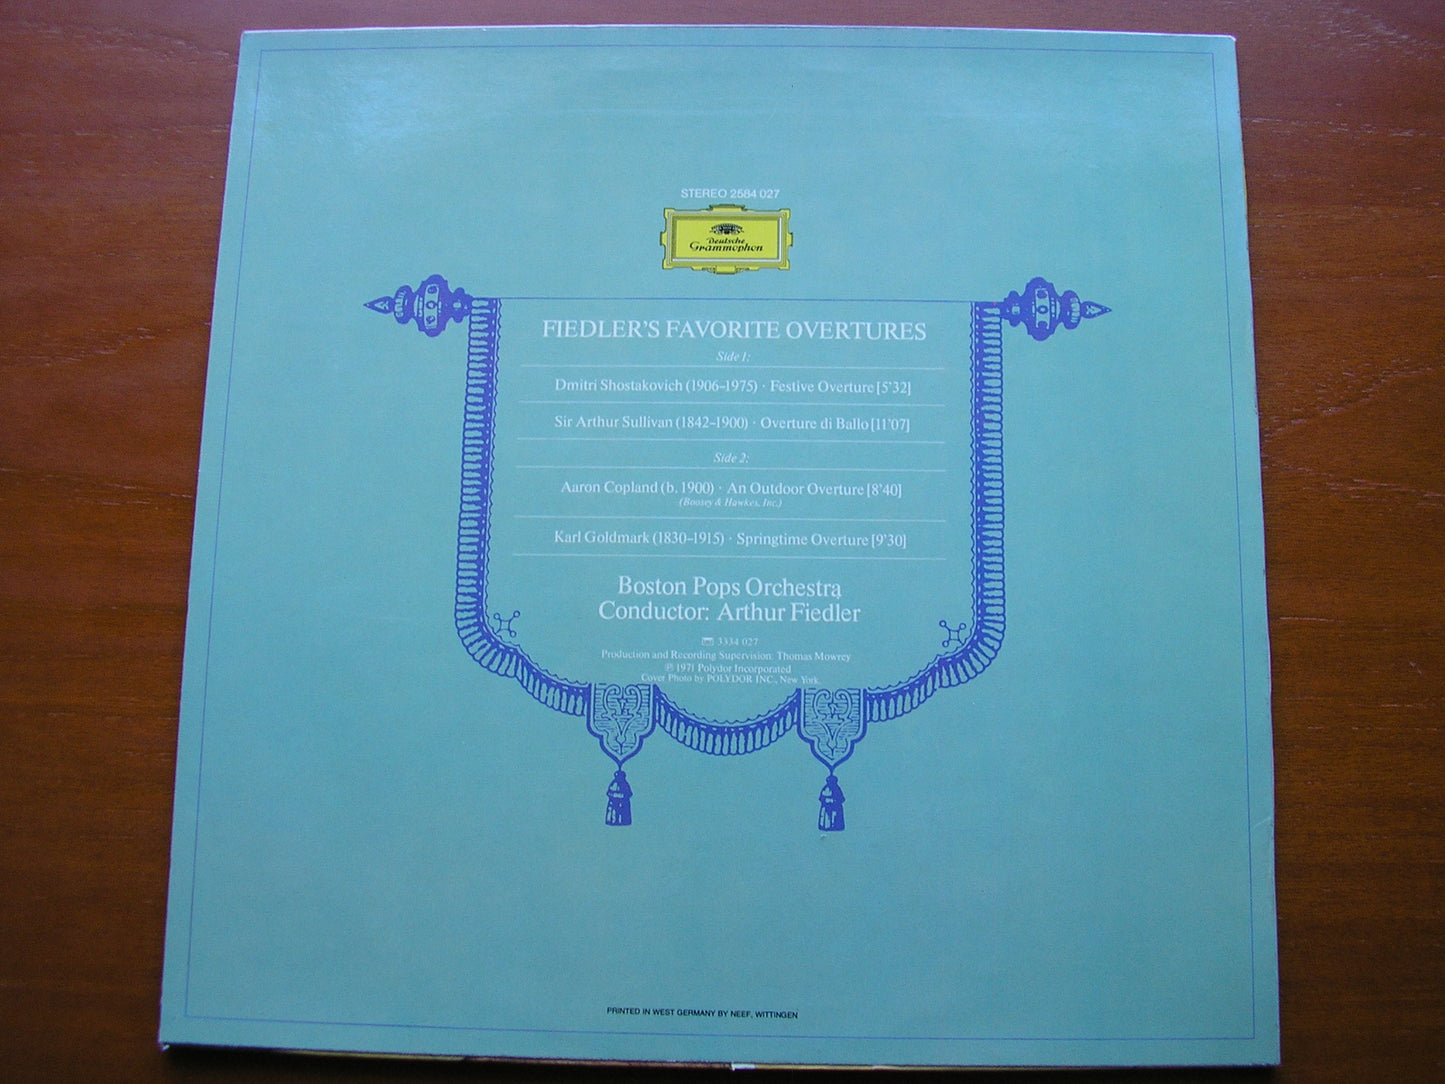 STEREO 2584 027
Deutsche
Grammophon
FIEDLER'S FAVORITE OVERTURES
Side 1:
Dmitri Shostakovich (1906-1975) · Festive Overture [5'32]
Sir Arthur Sullivan (1842-1900) · Overture di Ballo [11'07]
Side 2:
Aaron Copland (b. 1900) · An Outdoor Overture [8'40]
(Boosey & Hawkes, Inc.)
Karl Goldmark (1830-1915) · Springtime Overture [9'30]
Boston Pops Orchestra
Conductor: Arthur Fiedler
3334 027
Production and Recording Supervision: Thomas Mowrey
℗ 1971 Polydor Incorporated
Cover Photo by POLYDOR INC., New York.
PRINTED IN WEST GERMANY BY NEEF, WITTINGEN